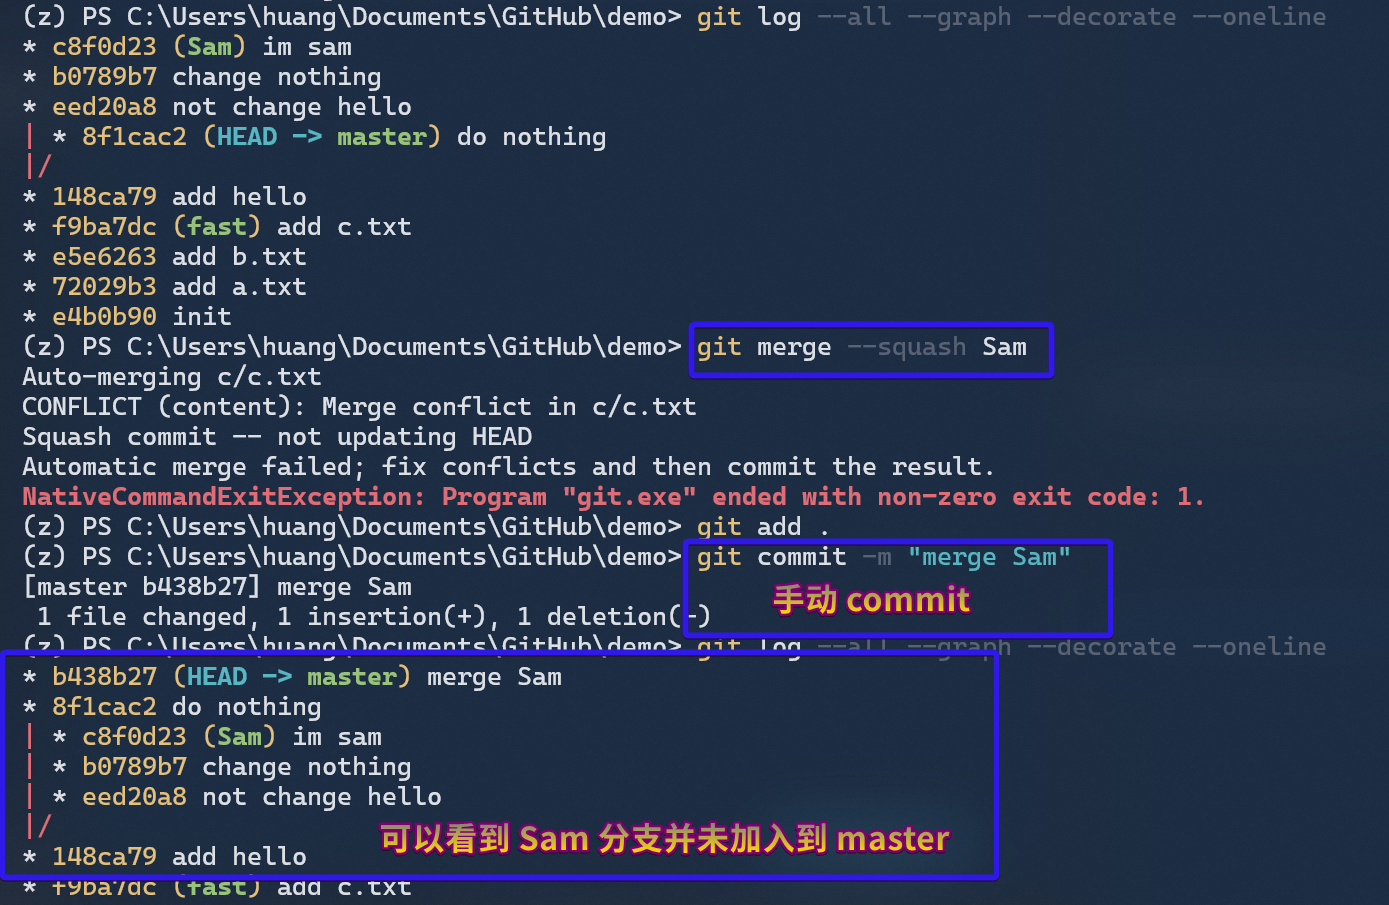 (z) PS C:\Users\huang\Documents\GitHub\demo> git log --all --graph --decorate --oneline
* c8f0d23 (Sam) im sam
* b0789b7 change nothing
* eed20a8 not change hello
| * 8f1cac2 (HEAD -> master) do nothing
|/
* 148ca79 add hello
* f9ba7dc (fast) add c.txt
* e5e6263 add b.txt
* 72029b3 add a.txt
* e4b0b90 init
(z) PS C:\Users\huang\Documents\GitHub\demo> git merge --squash Sam
Auto-merging c/c.txt
CONFLICT (content): Merge conflict in c/c.txt
Squash commit -- not updating HEAD
Automatic merge failed; fix conflicts and then commit the result.
NativeCommandExitException: Program "git.exe" ended with non-zero exit code: 1.
(z) PS C:\Users\huang\Documents\GitHub\demo> git add .
(z) PS C:\Users\huang\Documents\GitHub\demo> git commit -m "merge Sam"
[master b438b27] merge Sam
手动 commit
1 file changed, 1 insertion(+), 1 deletion(-)
(z) PS C:\Users\huang\Documents\GitHub\demo> git log --all --graph --decorate --oneline
* b438b27 (HEAD -> master) merge Sam
* 8f1cac2 do nothing
| * c8f0d23 (Sam) im sam
| * b0789b7 change nothing
| * eed20a8 not change hello
|/
可以看到 Sam 分支并未加入到 master
* 148ca79 add hello
* f9ba7dc (fast) add c.txt